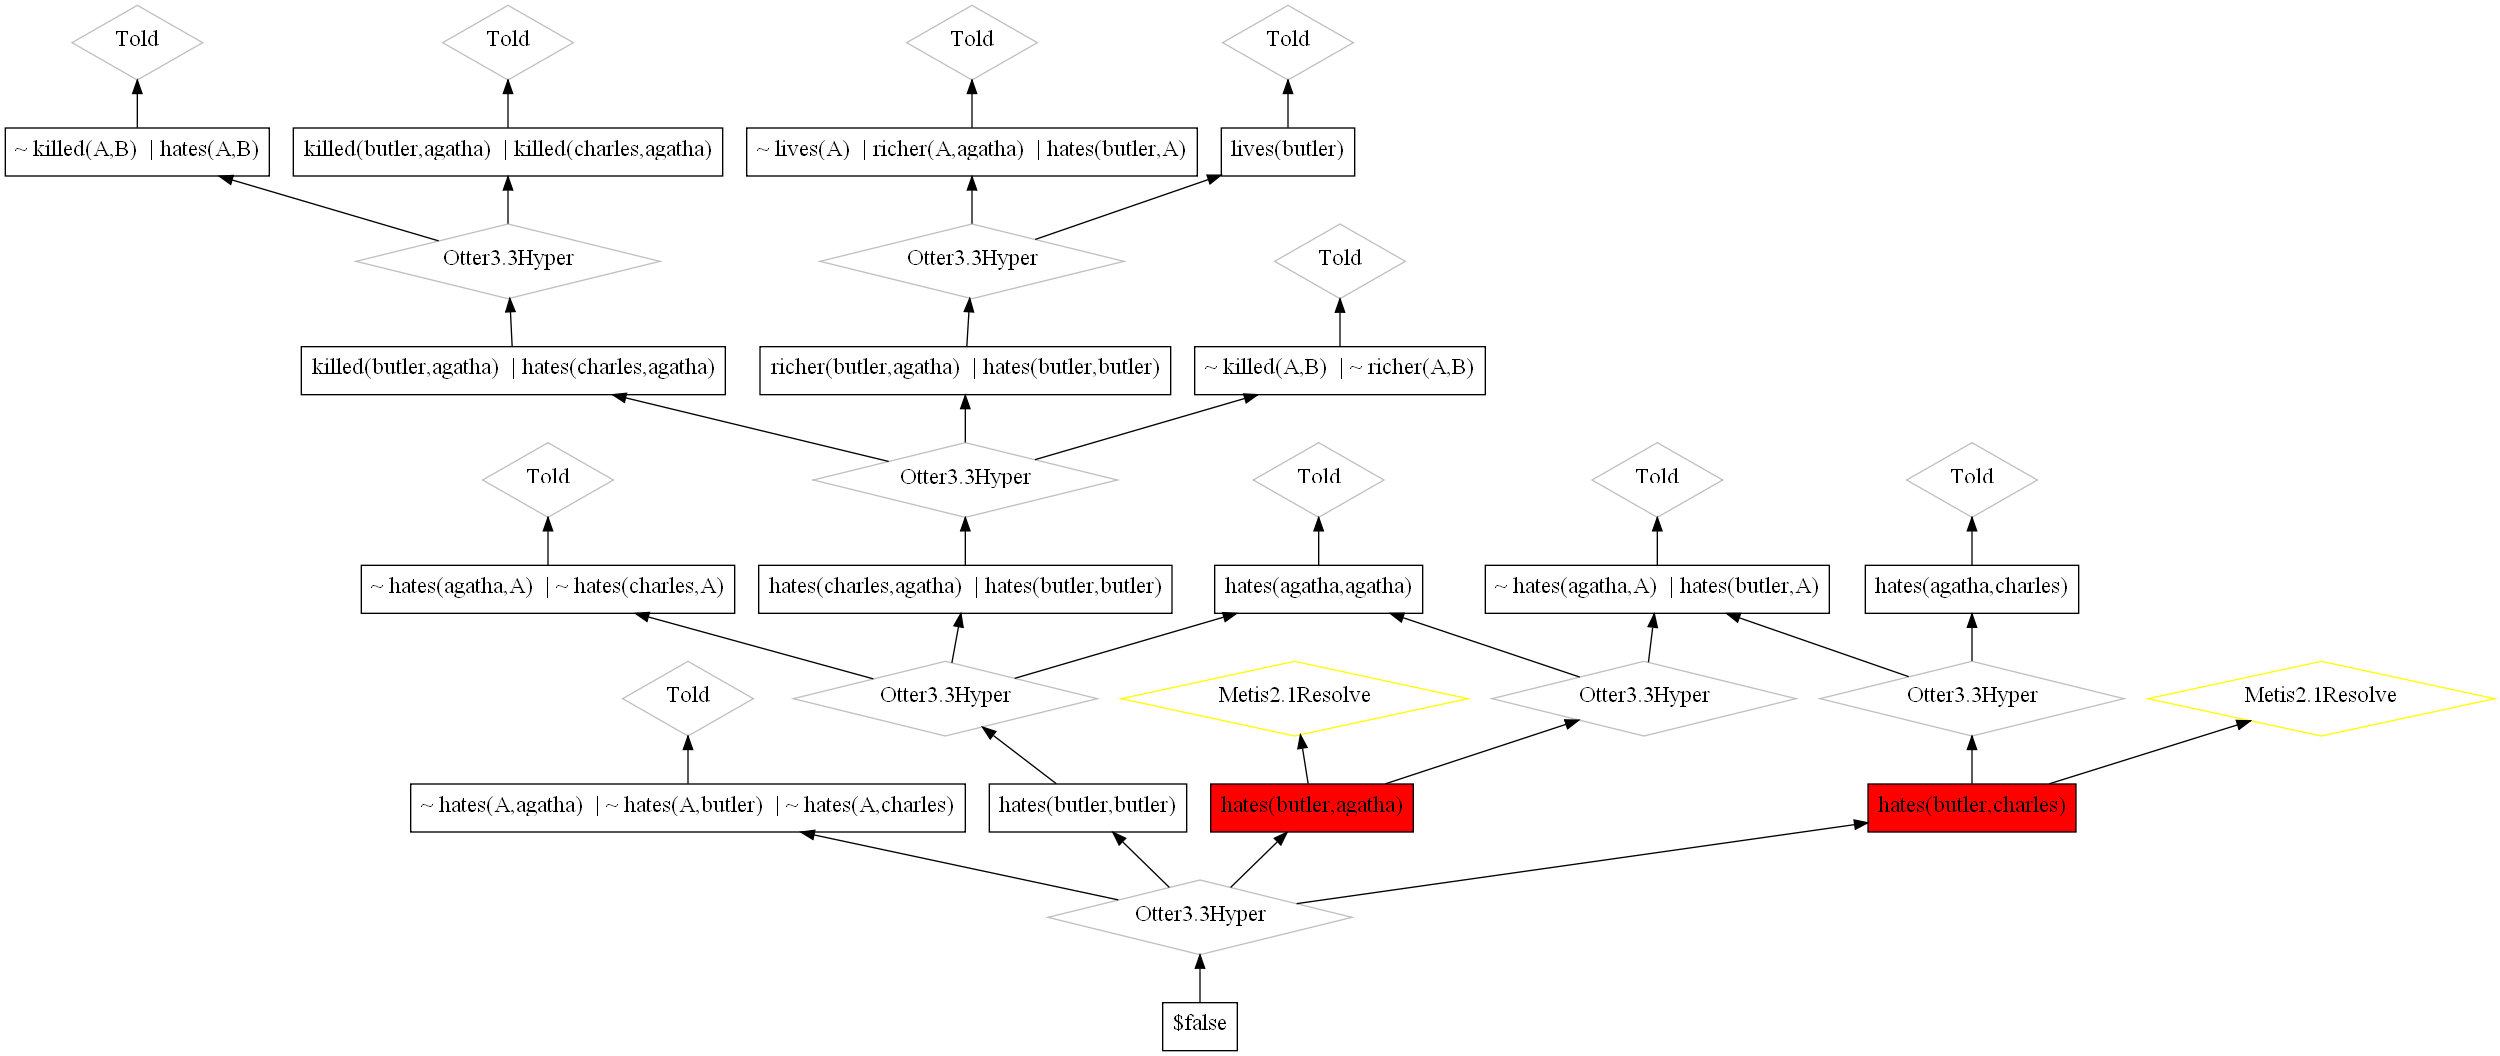 Told
Told
Told
Told
~ killed(A,B) | hates(A,B)
killed(butler,agatha) | killed(charles,agatha)
~ lives(A) | richer(A,agatha) | hates(butler,A)
lives(butler)
Otter3.3Hyper
Otter3.3Hyper
Told
killed(butler,agatha) | hates(charles,agatha)
richer(butler,agatha) | hates(butler,butler)
~ killed(A,B) | ~ richer(A,B)
Told
Otter3.3Hyper
Told
Told
Told
~ hates(agatha,A) | ~ hates(charles,A)
hates(charles,agatha) | hates(butler,butler)
hates(agatha,agatha)
~ hates(agatha,A) | hates(butler,A)
hates(agatha,charles)
Told
Otter3.3Hyper
Metis2.1Resolve
Otter3.3Hyper
Otter3.3Hyper
Metis2.1Resolve
~ hates(A,agatha) | ~ hates(A,butler) | ~ hates(A,charles)
hates(butler,butler)
hates(butler,agatha)
hates(butler,charles)
Otter3.3Hyper
$false